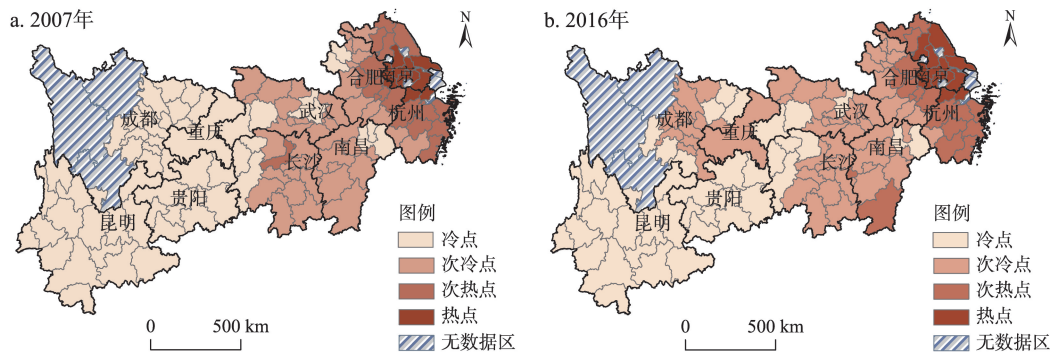 a. 2007年
N
合肥
南京
杭州
武汉
成都
重庆
南昌
长沙
贵阳
昆明
图例
冷点
次冷点
次热点
热点
无数据区
0 500 km
b. 2016年
N
合肥
南京
杭州
武汉
成都
重庆
南昌
长沙
贵阳
昆明
图例
冷点
次冷点
次热点
热点
无数据区
0 500 km